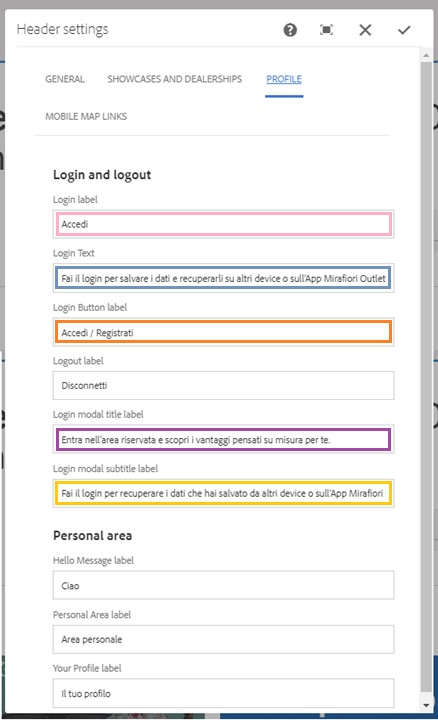 Header settings
GENERAL SHOWCASES AND DEALERSHIPS PROFILE
MOBILE MAP LINKS
Login and logout
Login label
Accedi
Login Text
Fai il login per salvare i dati e recuperarli su altri device o sull'App Mirafiori Outlet
Login Button label
Accedi / Registrati
Logout label
Disconnetti
Login modal title label
Entra nell'area riservata e scopri i vantaggi pensati su misura per te.
Login modal subtitle label
Fai il login per recuperare i dati che hai salvato da altri device o sull'App Mirafiori
Personal area
Hello Message label
Ciao
Personal Area label
Area personale
Your Profile label
Il tuo profilo